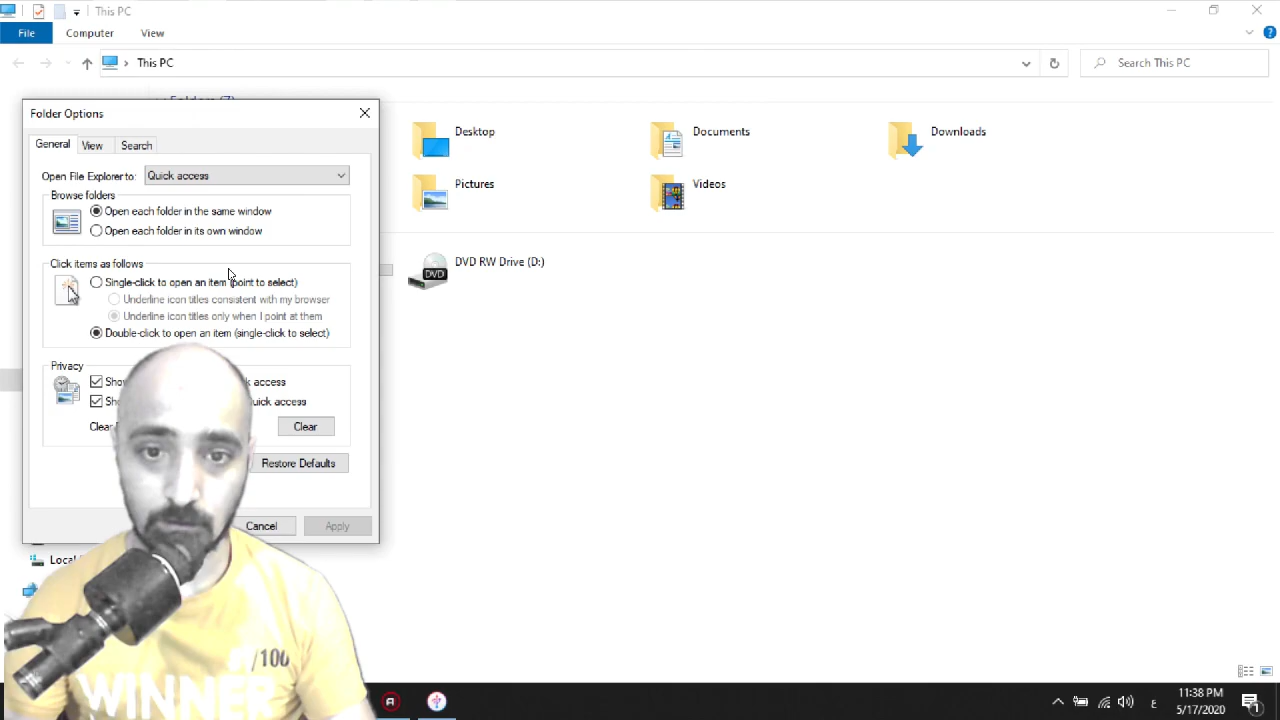 This PC
File Computer View
This PC
Search This PC
Folder Options
General View Search
Open File Explorer to: Quick access
Browse folders
Open each folder in the same window
Open each folder in its own window
Click items as follows
Single-click to open an item (point to select)
Underline icon titles consistent with my browser
Underline icon titles only when I point at them
Double-click to open an item (single-click to select)
Privacy
access
access
Clear
Restore Defaults
Cancel Apply
Desktop
Documents
Downloads
Pictures
Videos
DVD RW Drive (D:)
DVD
Local
/100
WINNER
ع
11:38 PM
5/17/2020
1